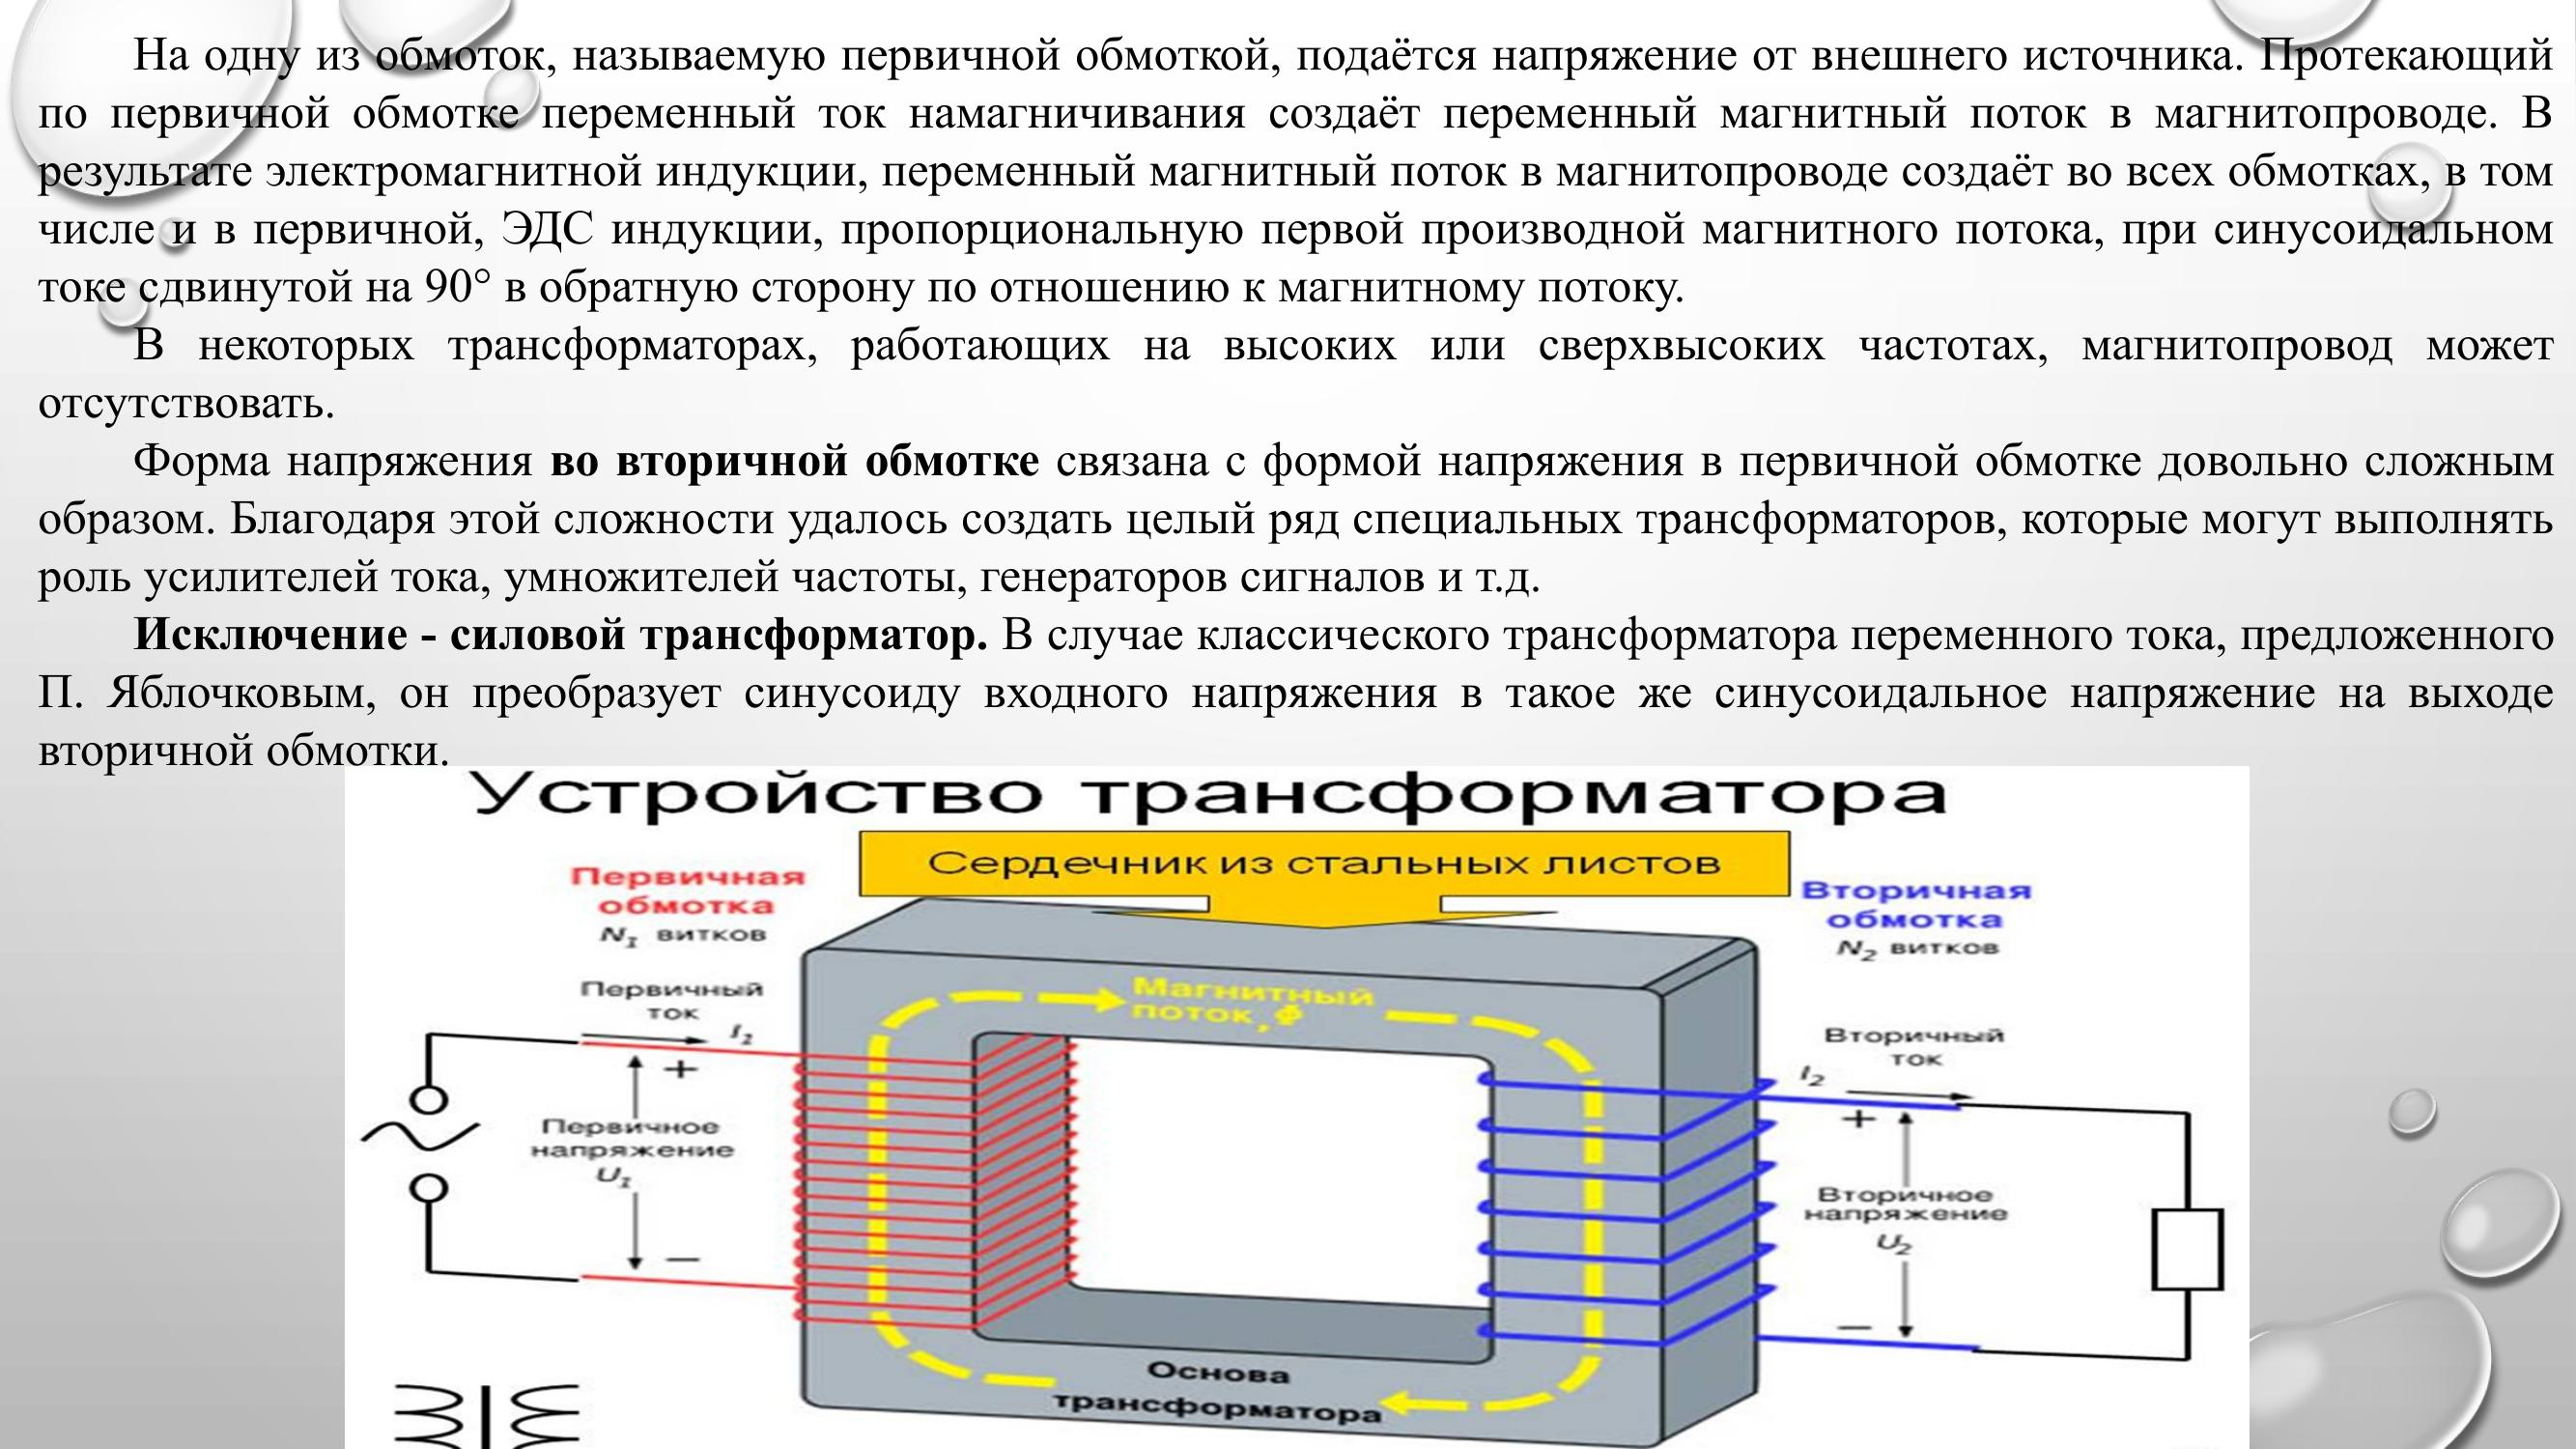 На одну из обмоток, называемую первичной обмоткой, подаётся напряжение от внешнего источника. Протекающий
по первичной обмотке переменный ток намагничивания создаёт переменный магнитный поток в магнитопроводе. В
результате электромагнитной индукции, переменный магнитный поток в магнитопроводе создаёт во всех обмотках, в том
числе и в первичной, ЭДС индукции, пропорциональную первой производной магнитного потока, при синусоидальном
токе сдвинутой на 90° в обратную сторону по отношению к магнитному потоку.
В некоторых трансформаторах, работающих на высоких или сверхвысоких частотах, магнитопровод может
отсутствовать.
Форма напряжения во вторичной обмотке связана с формой напряжения в первичной обмотке довольно сложным
образом. Благодаря этой сложности удалось создать целый ряд специальных трансформаторов, которые могут выполнять
роль усилителей тока, умножителей частоты, генераторов сигналов и т.д.
Исключение - силовой трансформатор. В случае классического трансформатора переменного тока, предложенного
П. Яблочковым, он преобразует синусоиду входного напряжения в такое же синусоидальное напряжение на выходе
вторичной обмотки.
Устройство трансформатора
Сердечник из стальных листов
Первичная
обмотка
N1 витков
Вторичная
обмотка
N2 витков
Первичный
ток
I1
Магнитный
поток, Ф
Вторичный
ток
I2
+
Первичное
напряжение
U1
−
+
Вторичное
напряжение
U2
−
Основа
трансформатора